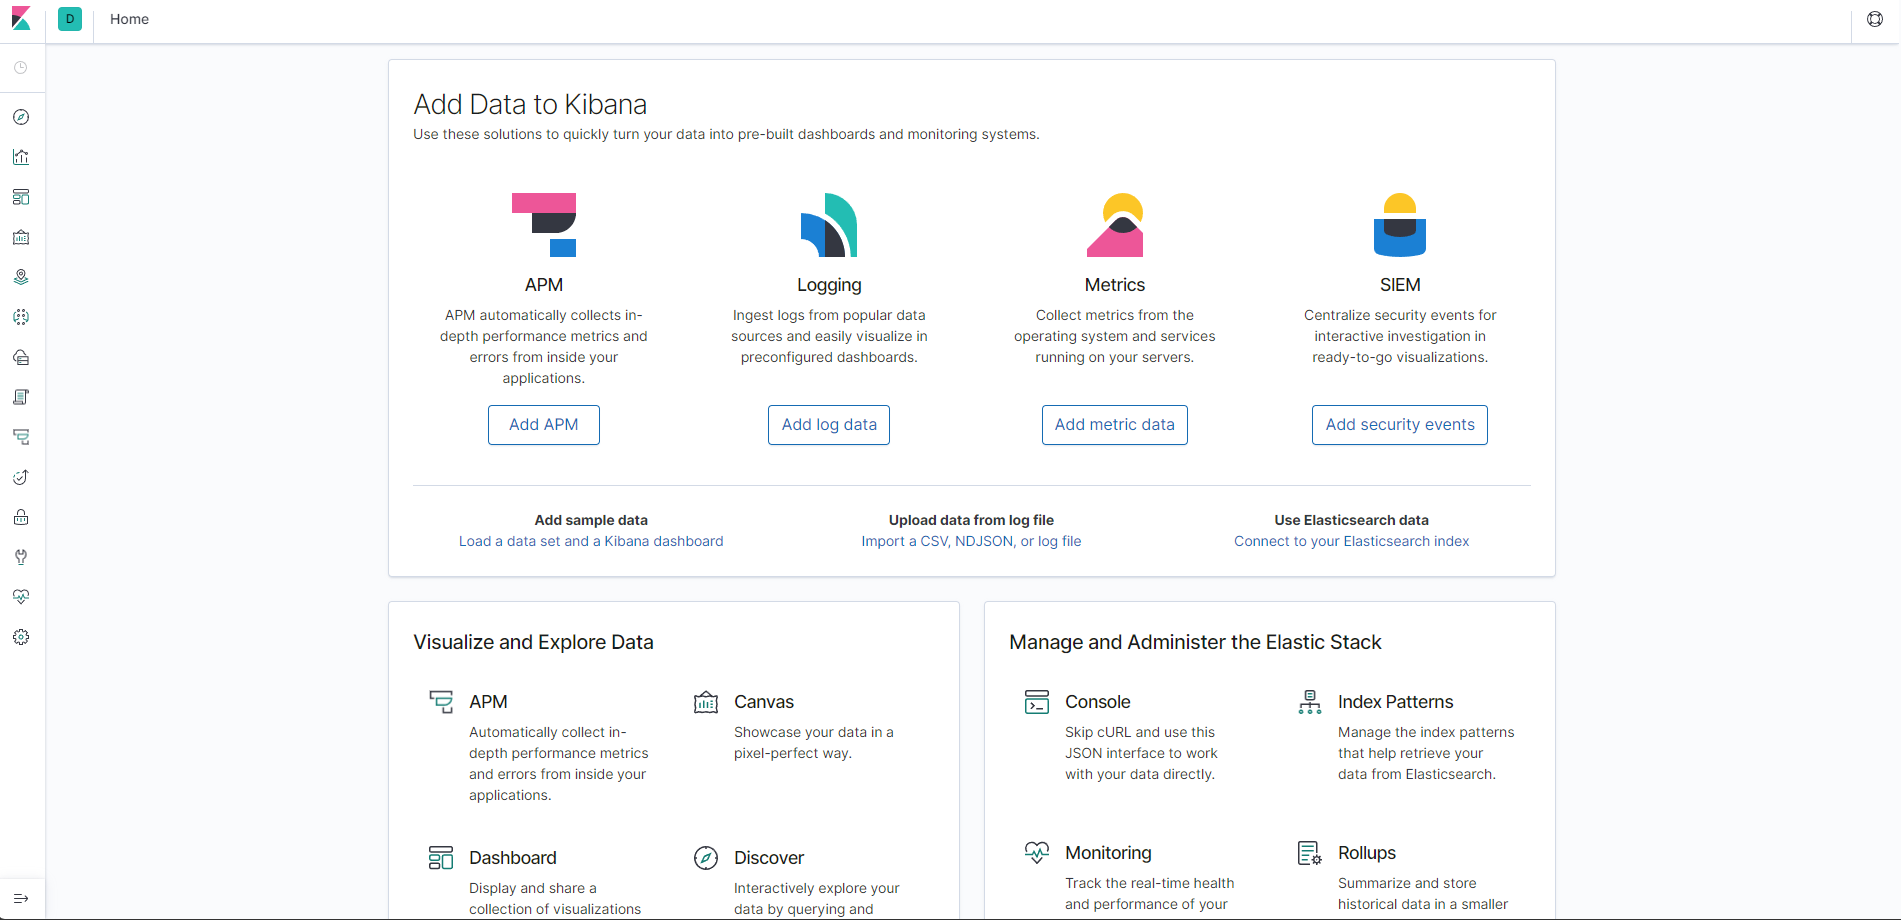 D
Home
Add Data to Kibana
Use these solutions to quickly turn your data into pre-built dashboards and monitoring systems.
APM
APM automatically collects in-
depth performance metrics and
errors from inside your
applications.
Add APM
Logging
Ingest logs from popular data
sources and easily visualize in
preconfigured dashboards.
Add log data
Metrics
Collect metrics from the
operating system and services
running on your servers.
Add metric data
SIEM
Centralize security events for
interactive investigation in
ready-to-go visualizations.
Add security events
Add sample data
Load a data set and a Kibana dashboard
Upload data from log file
Import a CSV, NDJSON, or log file
Use Elasticsearch data
Connect to your Elasticsearch index
Visualize and Explore Data
APM
Automatically collect in-
depth performance metrics
and errors from inside your
applications.
Canvas
Showcase your data in a
pixel-perfect way.
Dashboard
Display and share a
collection of visualizations
Discover
Interactively explore your
data by querying and
Manage and Administer the Elastic Stack
Console
Skip cURL and use this
JSON interface to work
with your data directly.
Index Patterns
Manage the index patterns
that help retrieve your
data from Elasticsearch.
Monitoring
Track the real-time health
and performance of your
Rollups
Summarize and store
historical data in a smaller